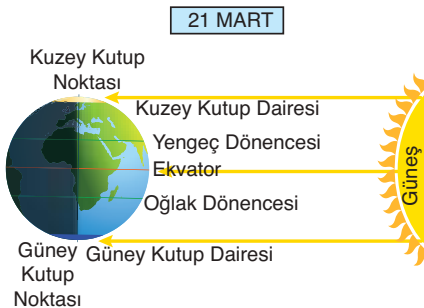 21 MART
Kuzey Kutup
Noktası
Kuzey Kutup Dairesi
Yengeç Dönencesi
Ekvator
Oğlak Dönencesi
Güneş
Güney Kutup Dairesi
Güney
Kutup
Noktası